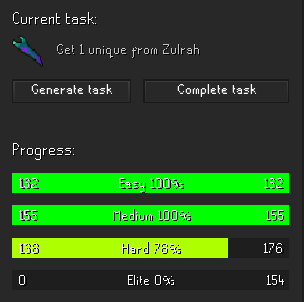 Current task:
Get 1 unique from Zulrah
Generate task Complete task
Progress:
132 Easy 100% 132
155 Medium 100% 155
138 Hard 78% 176
0 Elite 0% 154